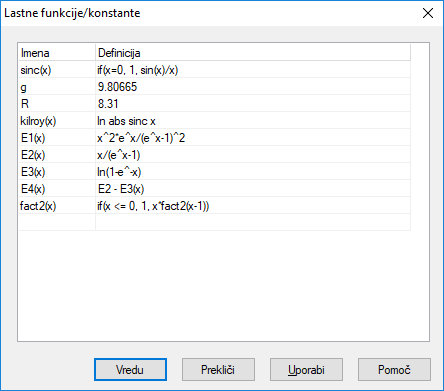 Lastne funkcije/konstante
Imena Definicija
sinc(x) if(x=0, 1, sin(x)/x)
g 9.80665
R 8.31
kilroy(x) ln abs sinc x
E1(x) x^2*e^x/(e^x-1)^2
E2(x) x/(e^x-1)
E3(x) ln(1-e^-x)
E4(x) E2 - E3(x)
fact2(x) if(x <= 0, 1, x*fact2(x-1))
Vredu Prekliči Uporabi Pomoč